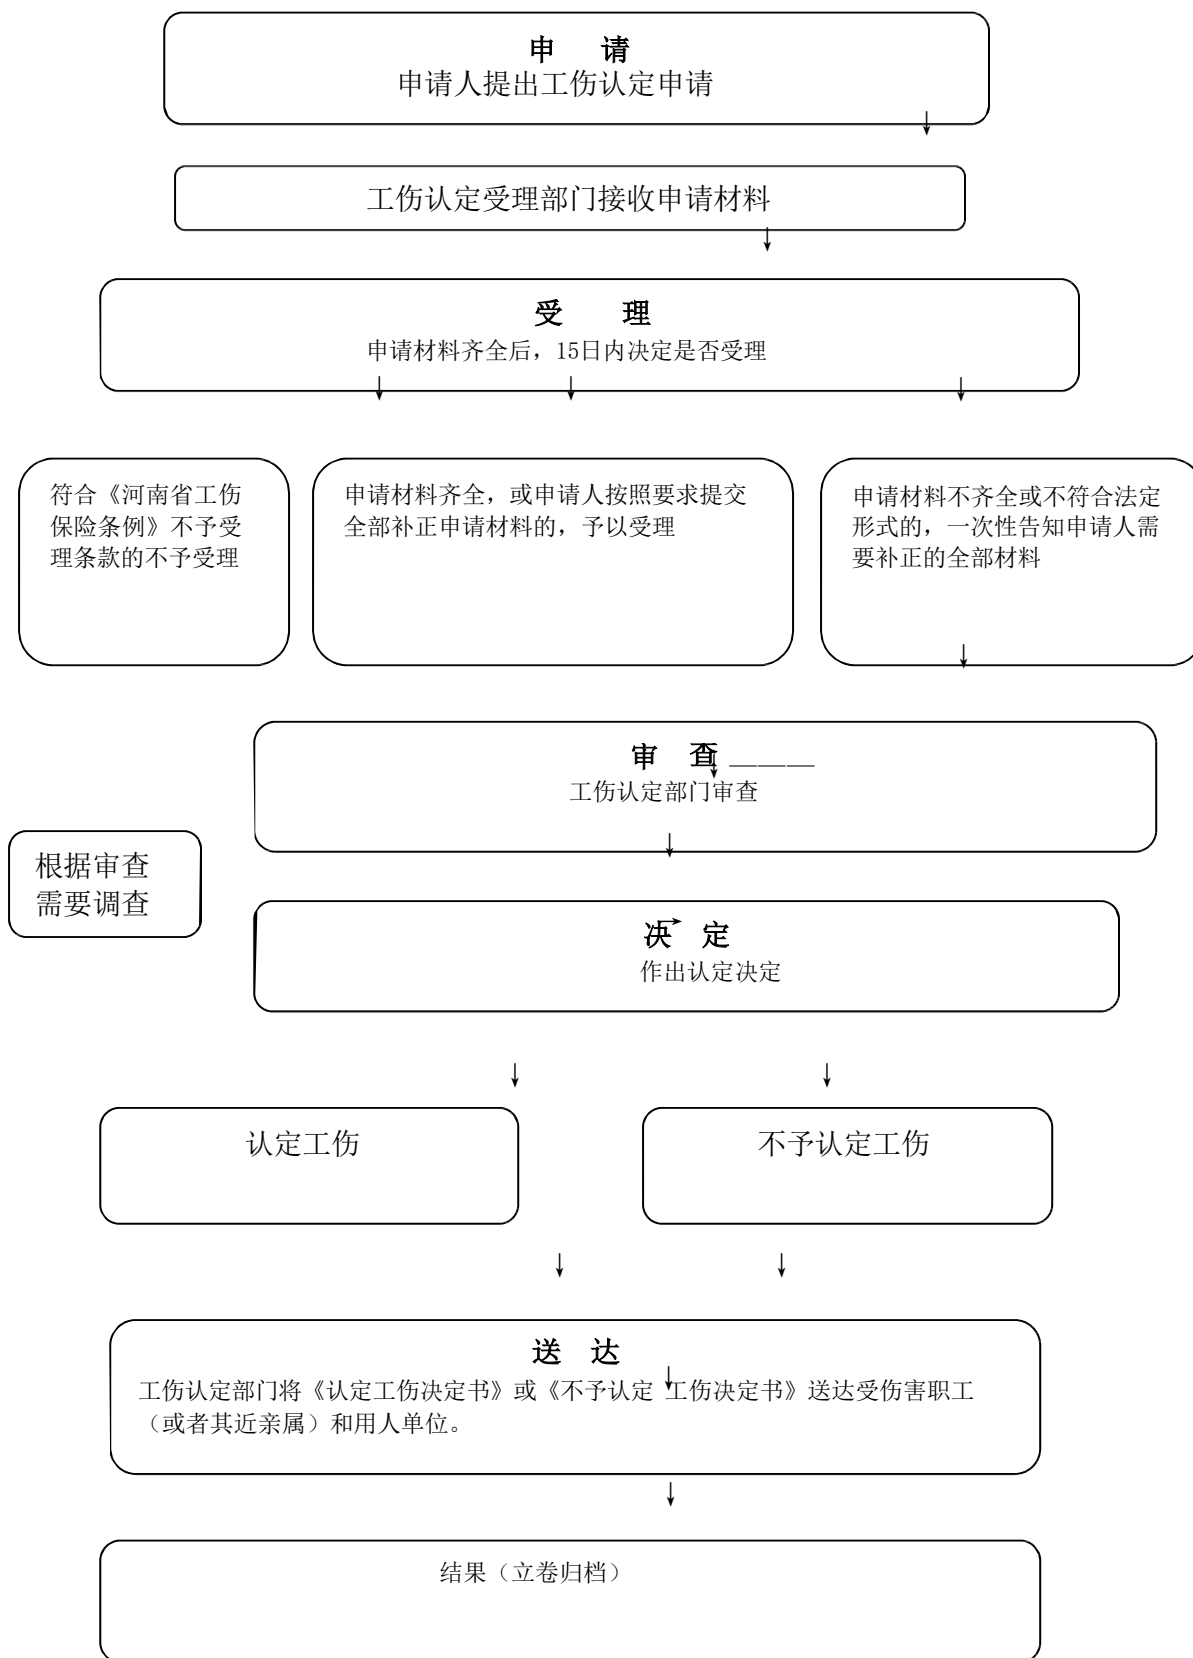 申 请
申请人提出工伤认定申请
工伤认定受理部门接收申请材料
受 理
申请材料齐全后，15日内决定是否受理
符合《河南省工伤
保险条例》不予受
理条款的不予受理
申请材料齐全，或申请人按照要求提交
全部补正申请材料的，予以受理
申请材料不齐全或不符合法定
形式的，一次性告知申请人需
要补正的全部材料
审 查
工伤认定部门审查
根据审查
需要调查
决 定
作出认定决定
认定工伤
不予认定工伤
送 达
工伤认定部门将《认定工伤决定书》或《不予认定 工伤决定书》送达受伤害职工
（或者其近亲属）和用人单位。
结果（立卷归档）